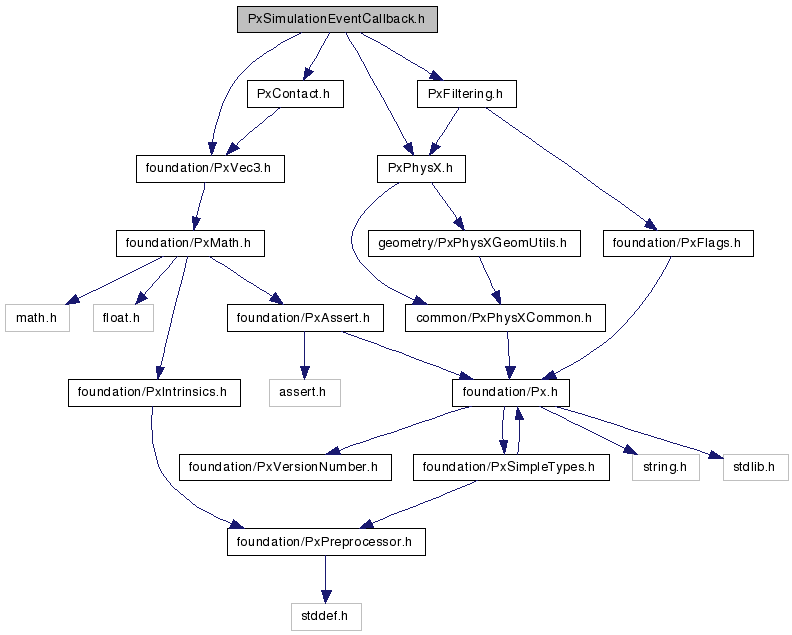 PxSimulationEventCallback.h
PxContact.h
PxFiltering.h
foundation/PxVec3.h
PxPhysX.h
foundation/PxMath.h
geometry/PxPhysXGeomUtils.h
foundation/PxFlags.h
math.h
float.h
foundation/PxAssert.h
common/PxPhysXCommon.h
foundation/PxIntrinsics.h
assert.h
foundation/Px.h
foundation/PxVersionNumber.h
foundation/PxSimpleTypes.h
string.h
stdlib.h
foundation/PxPreprocessor.h
stddef.h